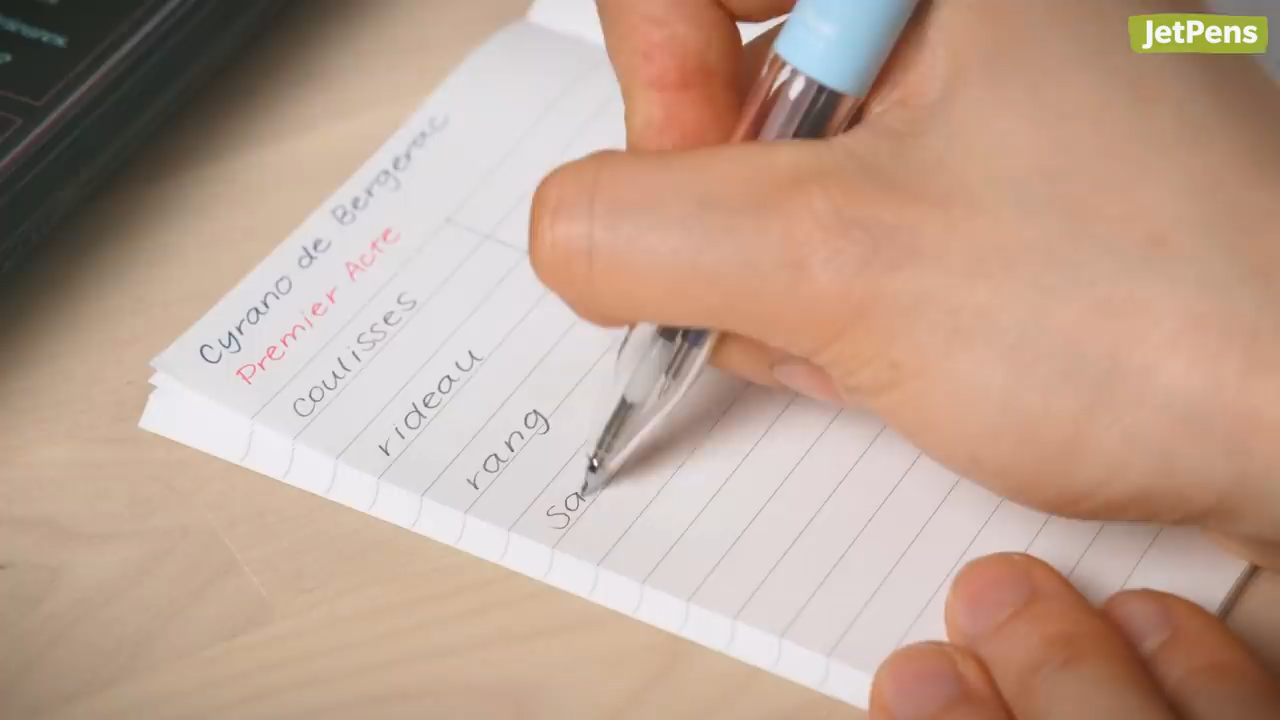 JetPens
Cyrano de Bergerac
Premier Acte
coulisses
rideau
rang
sa